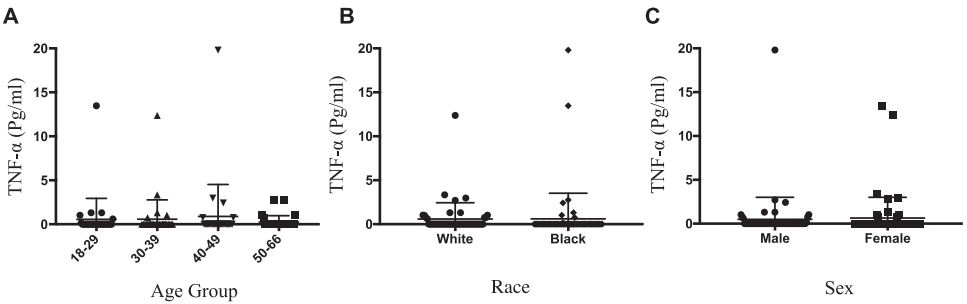 A
B
C
TNF-α (Pg/ml)
20
15
10
5
0
18-29
30-39
40-49
50-66
Age Group
TNF-α (Pg/ml)
20
15
10
5
0
White
Black
Race
TNF-α (Pg/ml)
20
15
10
5
0
Male
Female
Sex